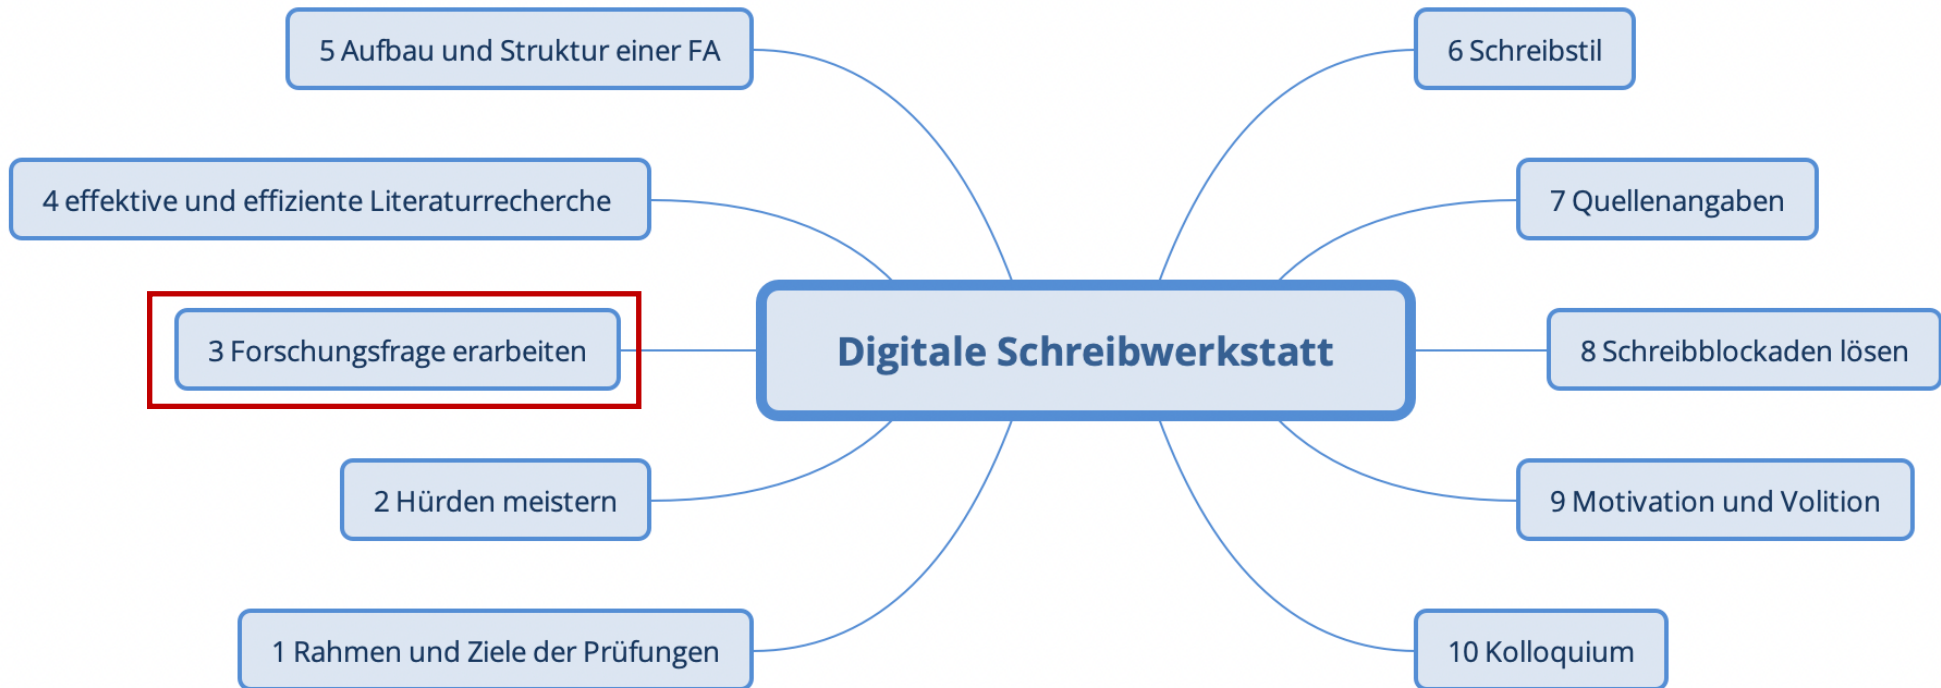 5 Aufbau und Struktur einer FA
6 Schreibstil
4 effektive und effiziente Literaturrecherche
7 Quellenangaben
3 Forschungsfrage erarbeiten
Digitale Schreibwerkstatt
8 Schreibblockaden lösen
2 Hürden meistern
9 Motivation und Volition
1 Rahmen und Ziele der Prüfungen
10 Kolloquium